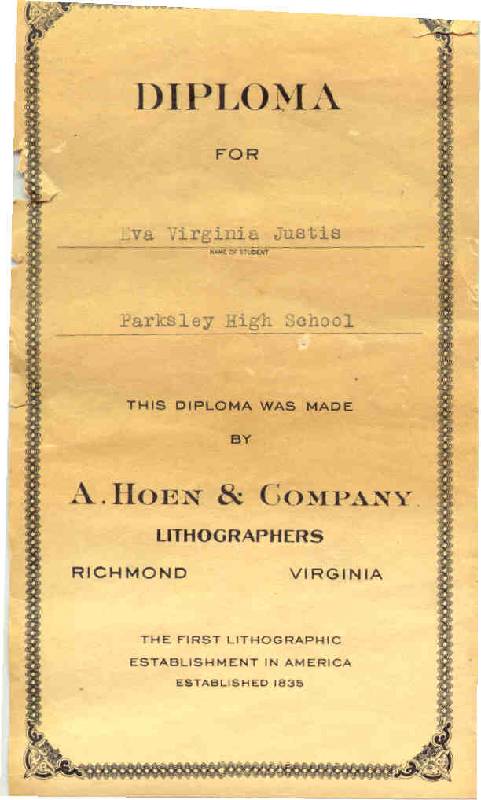 DIPLOMA
FOR
Eva Virginia Justis
NAME OF STUDENT
Parksley High School
THIS DIPLOMA WAS MADE
BY
A. HOEN & COMPANY
LITHOGRAPHERS
RICHMOND VIRGINIA
THE FIRST LITHOGRAPHIC
ESTABLISHMENT IN AMERICA
ESTABLISHED 1835